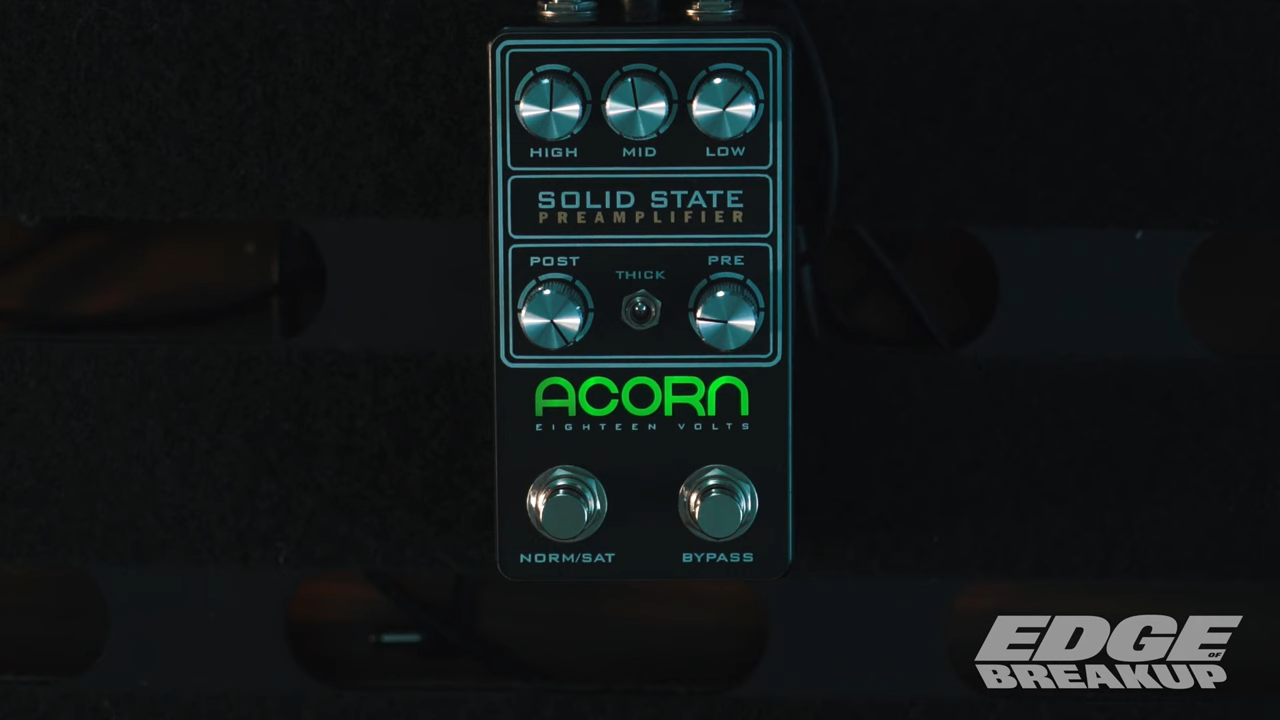 HIGH MID LOW
SOLID STATE
PREAMPLIFIER
POST THICK PRE
ACORN
EIGHTEEN VOLTS
NORM/SAT BYPASS
EDGE OF
BREAKUP